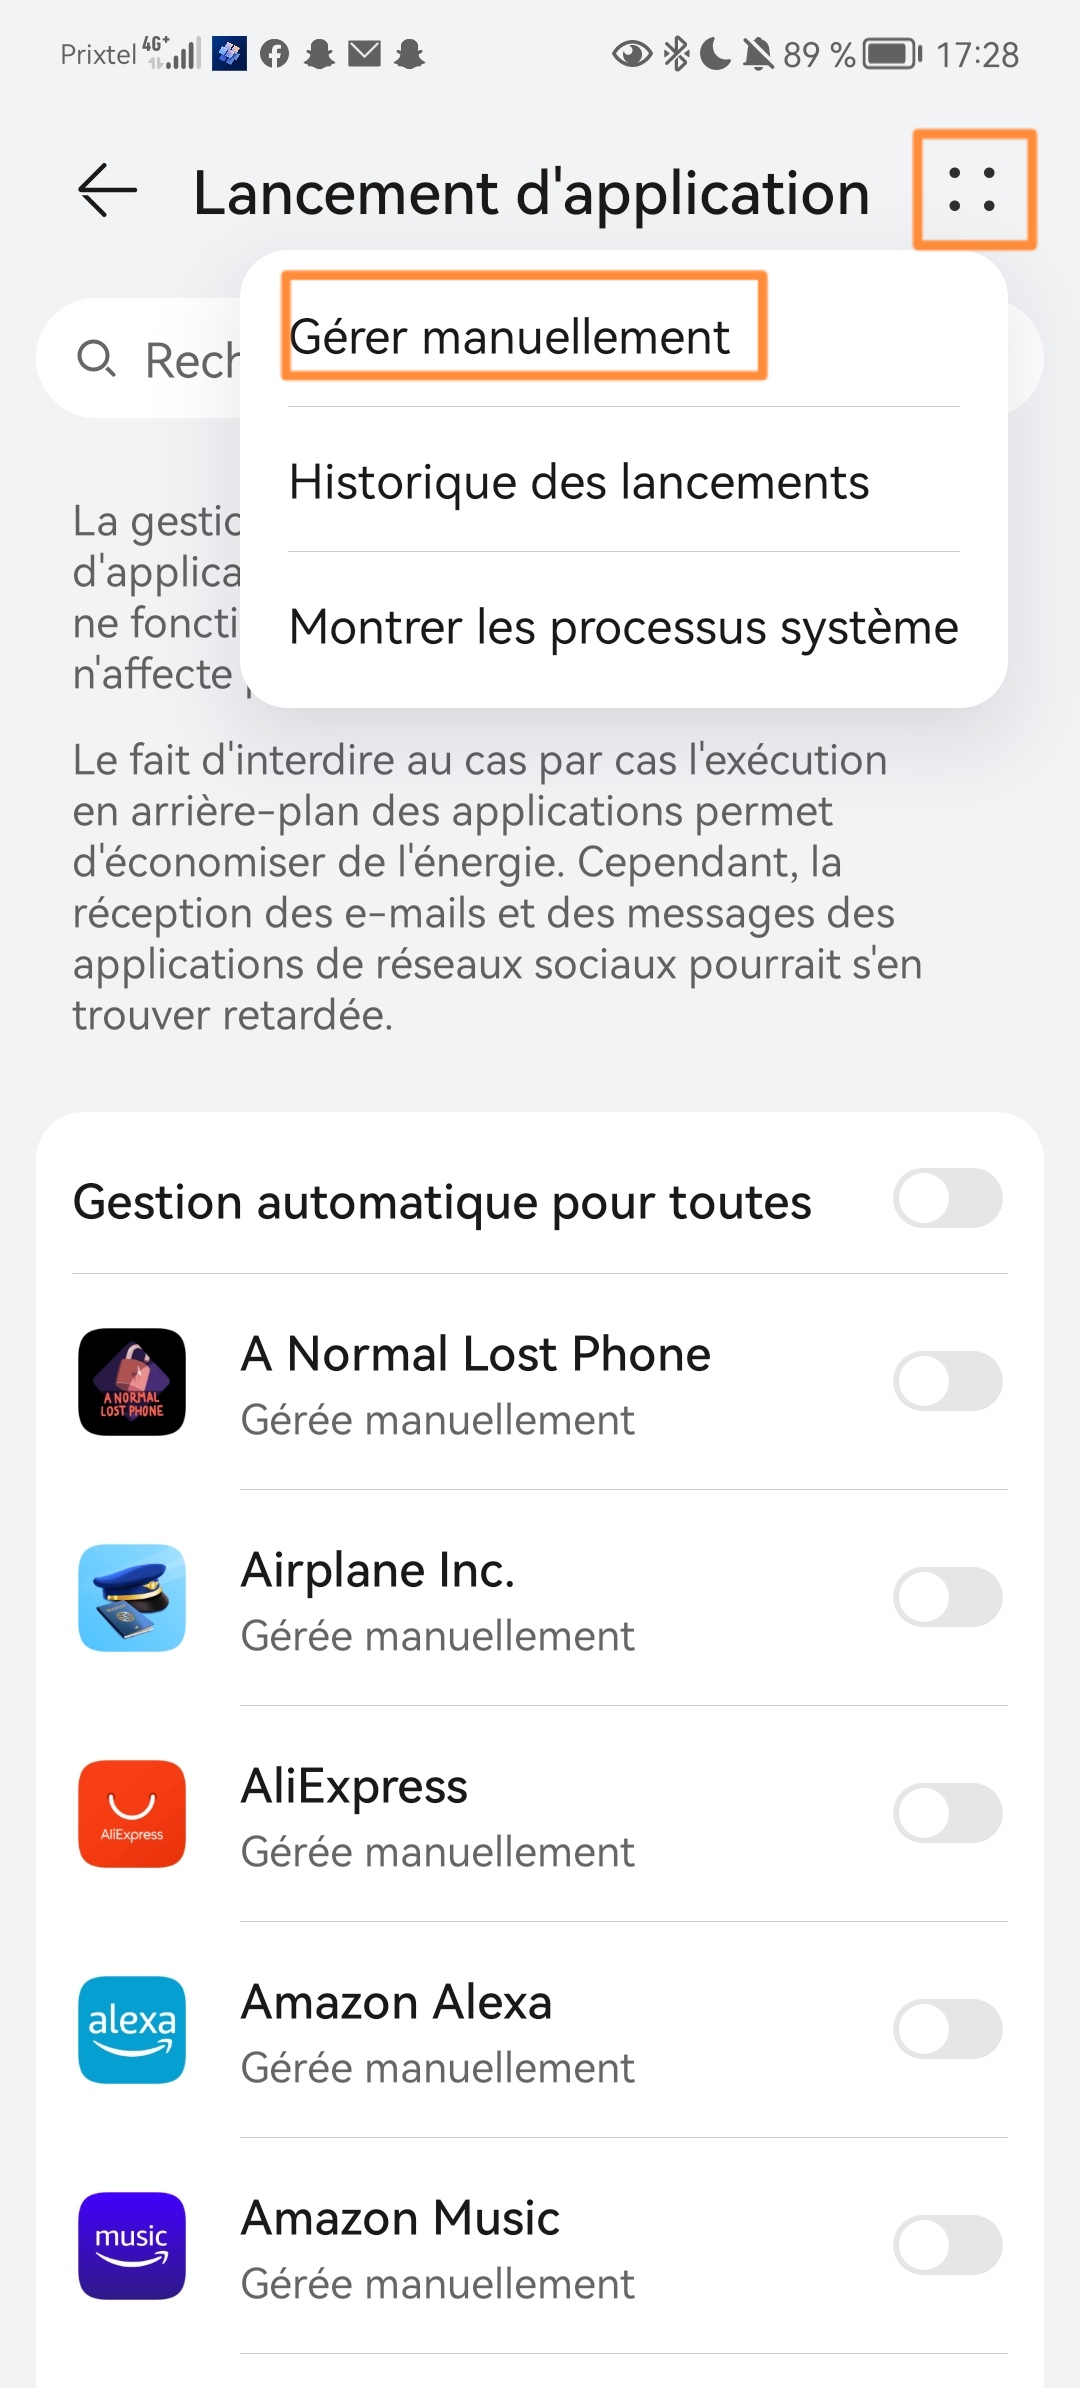 Prixtel 4G+ 89 % 17:28
Lancement d'application
Gérer manuellement
Rech
Historique des lancements
La gestio
d'applica
ne foncti
n'affecte
Montrer les processus système
Le fait d'interdire au cas par cas l'exécution
en arrière-plan des applications permet
d'économiser de l'énergie. Cependant, la
réception des e-mails et des messages des
applications de réseaux sociaux pourrait s'en
trouver retardée.
Gestion automatique pour toutes
A NORMAL
LOST PHONE
A Normal Lost Phone
Gérée manuellement
Airplane Inc.
Gérée manuellement
AliExpress
AliExpress
Gérée manuellement
alexa
Amazon Alexa
Gérée manuellement
music
Amazon Music
Gérée manuellement